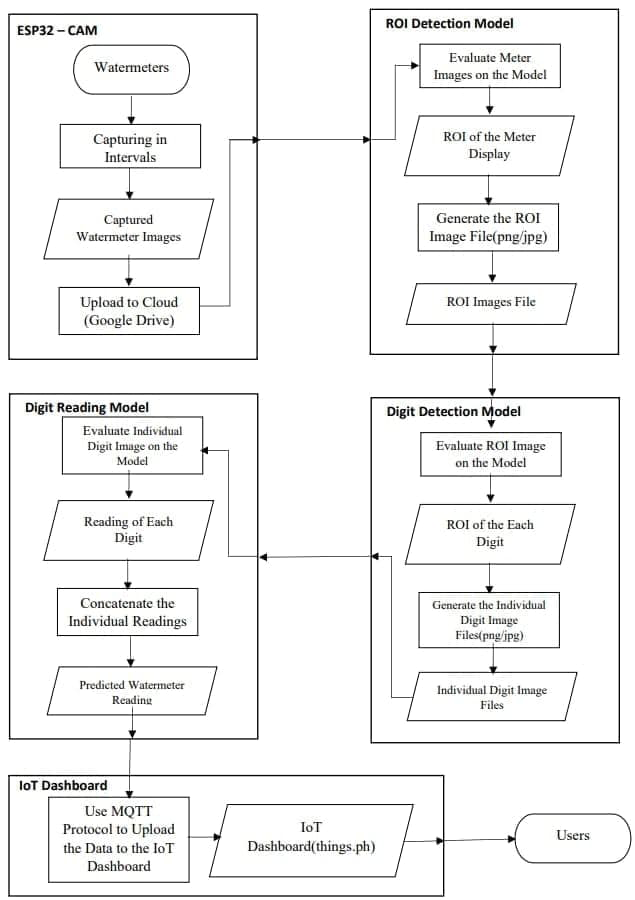 ESP32 – CAM
Watermeters
Capturing in
Intervals
Captured
Watermeter Images
Upload to Cloud
(Google Drive)
ROI Detection Model
Evaluate Meter
Images on the Model
ROI of the Meter
Display
Generate the ROI
Image File(png/jpg)
ROI Images File
Digit Detection Model
Evaluate ROI Image
on the Model
ROI of the Each
Digit
Generate the Individual
Digit Image
Files(png/jpg)
Individual Digit Image
Files
Digit Reading Model
Evaluate Individual
Digit Image on the
Model
Reading of Each
Digit
Concatenate the
Individual Readings
Predicted Watermeter
Reading
IoT Dashboard
Use MQTT
Protocol to Upload
the Data to the IoT
Dashboard
IoT
Dashboard(things.ph)
Users